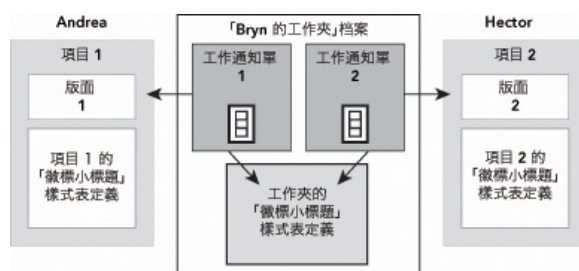 Andrea
「Bryn 的工作夾」檔案
Hector
項目 1
工作通知單
1
工作通知單
2
項目 2
版面
1
版面
2
項目 1 的
「徽標小標題」
樣式表定義
工作夾的
「徽標小標題」
樣式表定義
項目 2 的
「徽標小標題」
樣式表定義